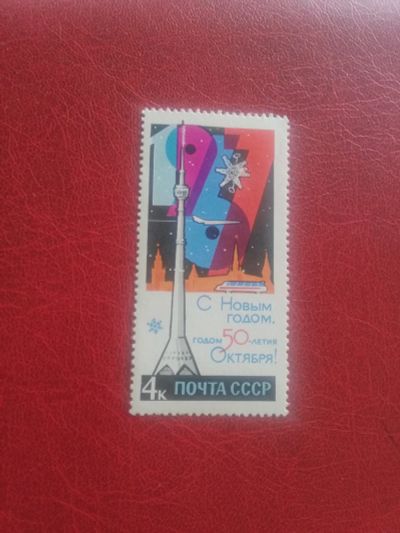 1967
С Новым
годом,
годом 50-летия
Октября!
4к ПОЧТА СССР